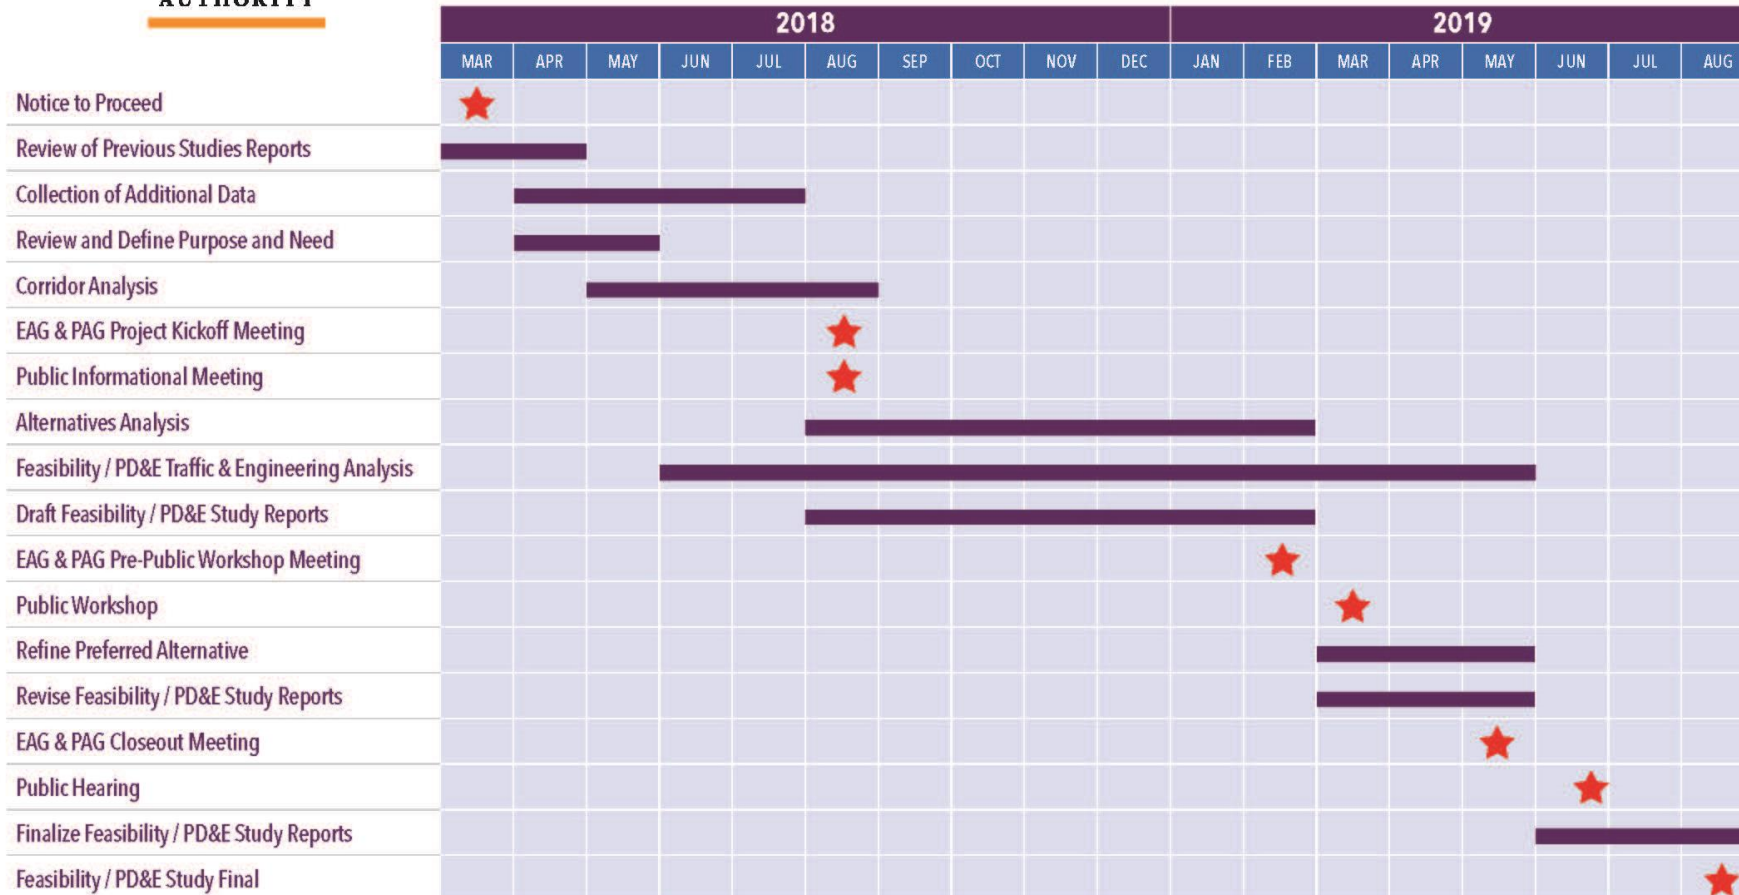 AUTHORITY
2018 2019
MAR APR MAY JUN JUL AUG SEP OCT NOV DEC JAN FEB MAR APR MAY JUN JUL AUG
Notice to Proceed
Review of Previous Studies Reports
Collection of Additional Data
Review and Define Purpose and Need
Corridor Analysis
EAG & PAG Project Kickoff Meeting
Public Informational Meeting
Alternatives Analysis
Feasibility / PD&E Traffic & Engineering Analysis
Draft Feasibility / PD&E Study Reports
EAG & PAG Pre-Public Workshop Meeting
Public Workshop
Refine Preferred Alternative
Revise Feasibility / PD&E Study Reports
EAG & PAG Closeout Meeting
Public Hearing
Finalize Feasibility / PD&E Study Reports
Feasibility / PD&E Study Final